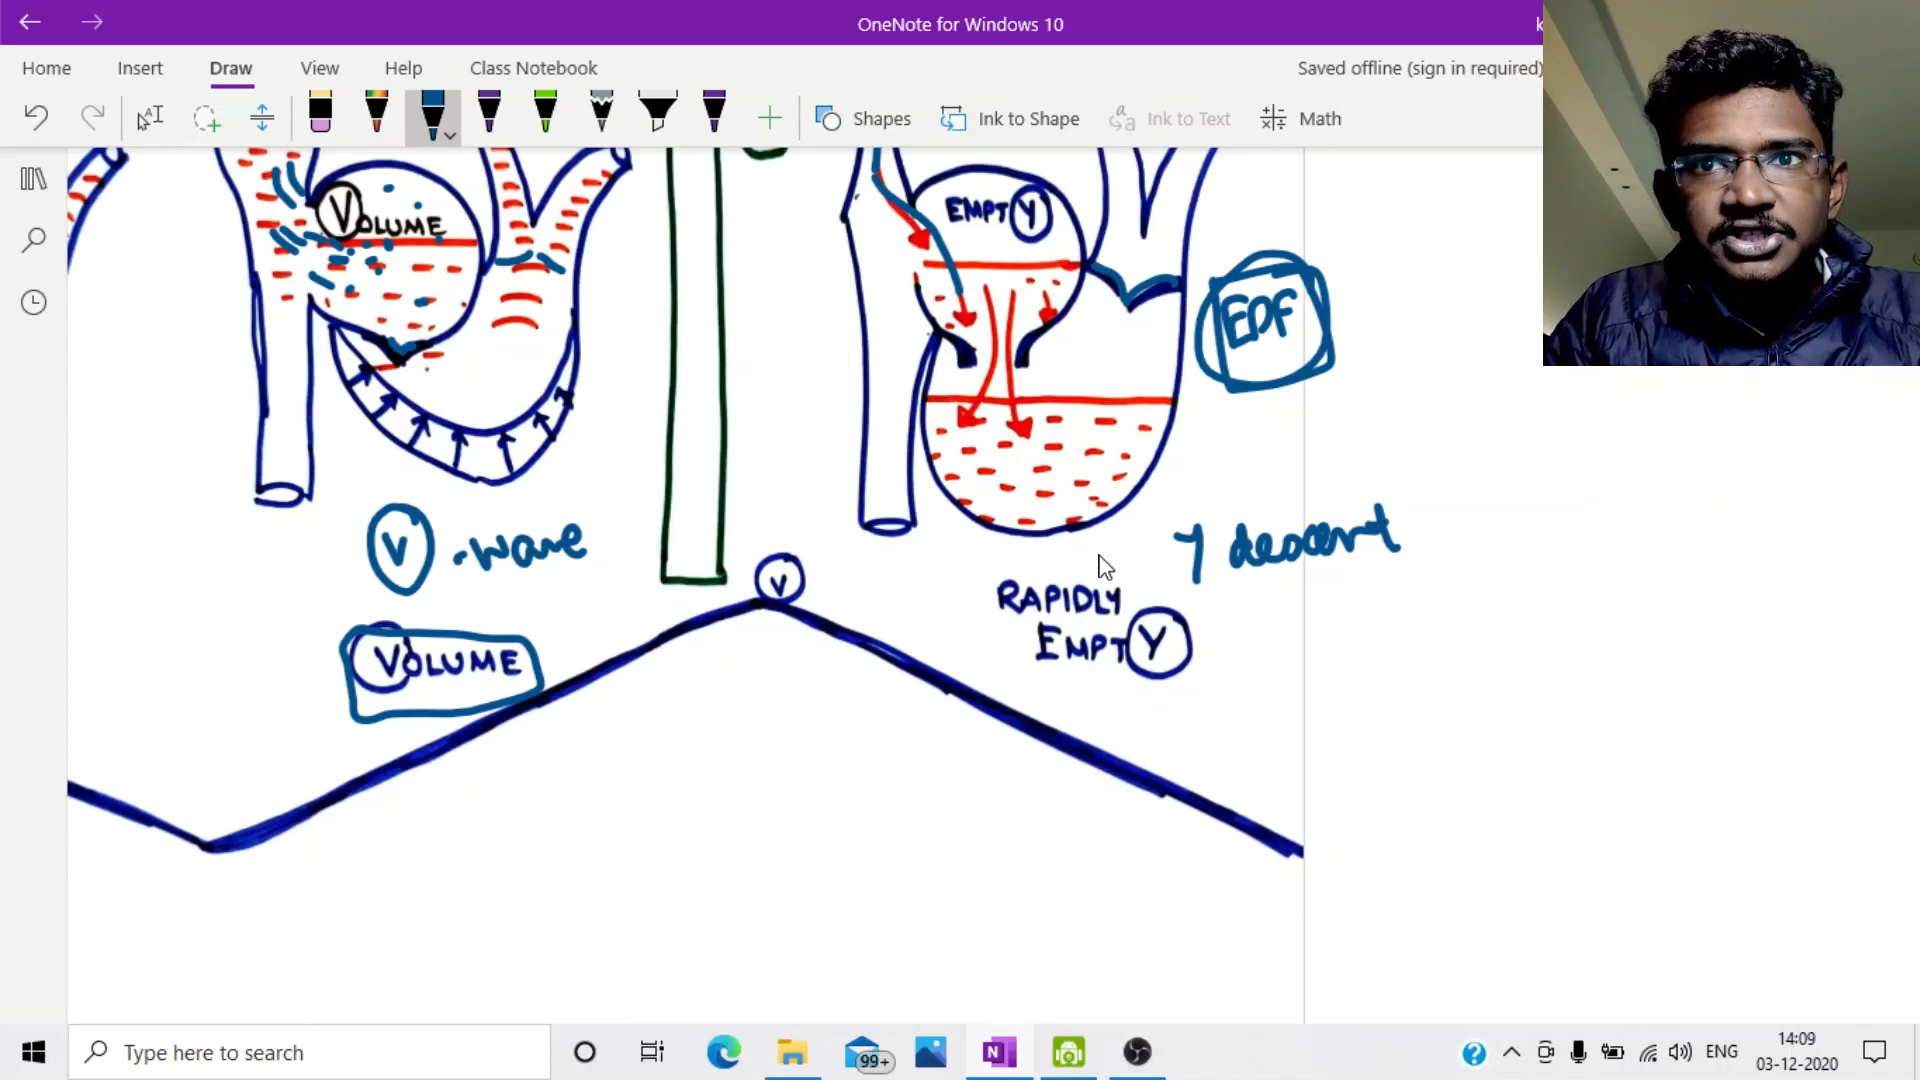 OneNote for Windows 10
Home Insert Draw View Help Class Notebook
Saved offline (sign in required)
Shapes Ink to Shape Ink to Text Math
VOLUME
EMPTY
EDF
V - wave
Y descent
V
RAPIDLY
EMPTY
VOLUME
Type here to search
99+
ENG
14:09
03-12-2020